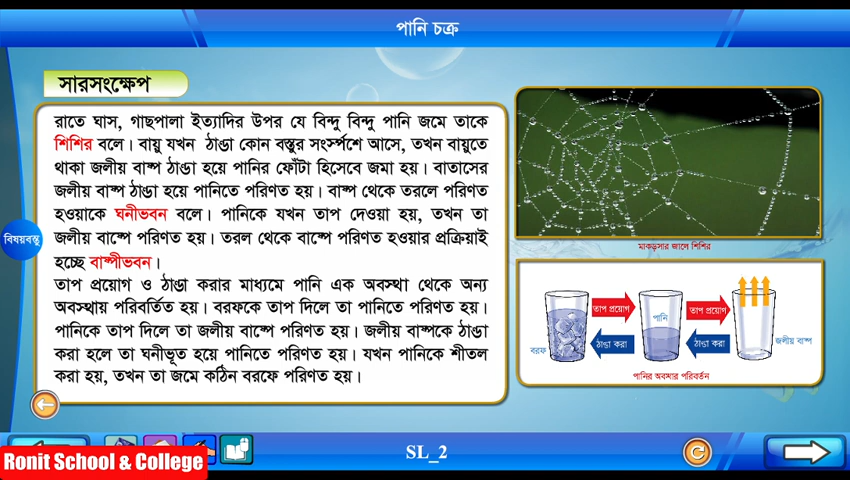 পানি চক্র
সারসংক্ষেপ
রাতে ঘাস, গাছপালা ইত্যাদির উপর যে বিন্দু বিন্দু পানি জমে তাকে
শিশির বলে। বায়ু যখন ঠাণ্ডা কোন বস্তুর সংস্পর্শে আসে, তখন বায়ুতে
থাকা জলীয় বাষ্প ঠাণ্ডা হয়ে পানির ফোঁটা হিসেবে জমা হয়। বাতাসের
জলীয় বাষ্প ঠাণ্ডা হয়ে পানিতে পরিণত হয়। বাষ্প থেকে তরলে পরিণত
হওয়াকে ঘনীভবন বলে। পানিকে যখন তাপ দেওয়া হয়, তখন তা
জলীয় বাষ্পে পরিণত হয়। তরল থেকে বাষ্পে পরিণত হওয়ার প্রক্রিয়াই
হচ্ছে বাষ্পীভবন।
তাপ প্রয়োগ ও ঠাণ্ডা করার মাধ্যমে পানি এক অবস্থা থেকে অন্য
অবস্থায় পরিবর্তিত হয়। বরফকে তাপ দিলে তা পানিতে পরিণত হয়।
পানিকে তাপ দিলে তা জলীয় বাষ্পে পরিণত হয়। জলীয় বাষ্পকে ঠাণ্ডা
করা হলে তা ঘনীভূত হয়ে পানিতে পরিণত হয়। যখন পানিকে শীতল
করা হয়, তখন তা জমে কঠিন বরফে পরিণত হয়।
বিষয়বস্তু
মাকড়সার জালে শিশির
তাপ প্রয়োগ
পানি
তাপ প্রয়োগ
ঠাণ্ডা করা
ঠাণ্ডা করা
বরফ
জলীয় বাষ্প
পানির অবস্থার পরিবর্তন
SL_2
Ronit School & College